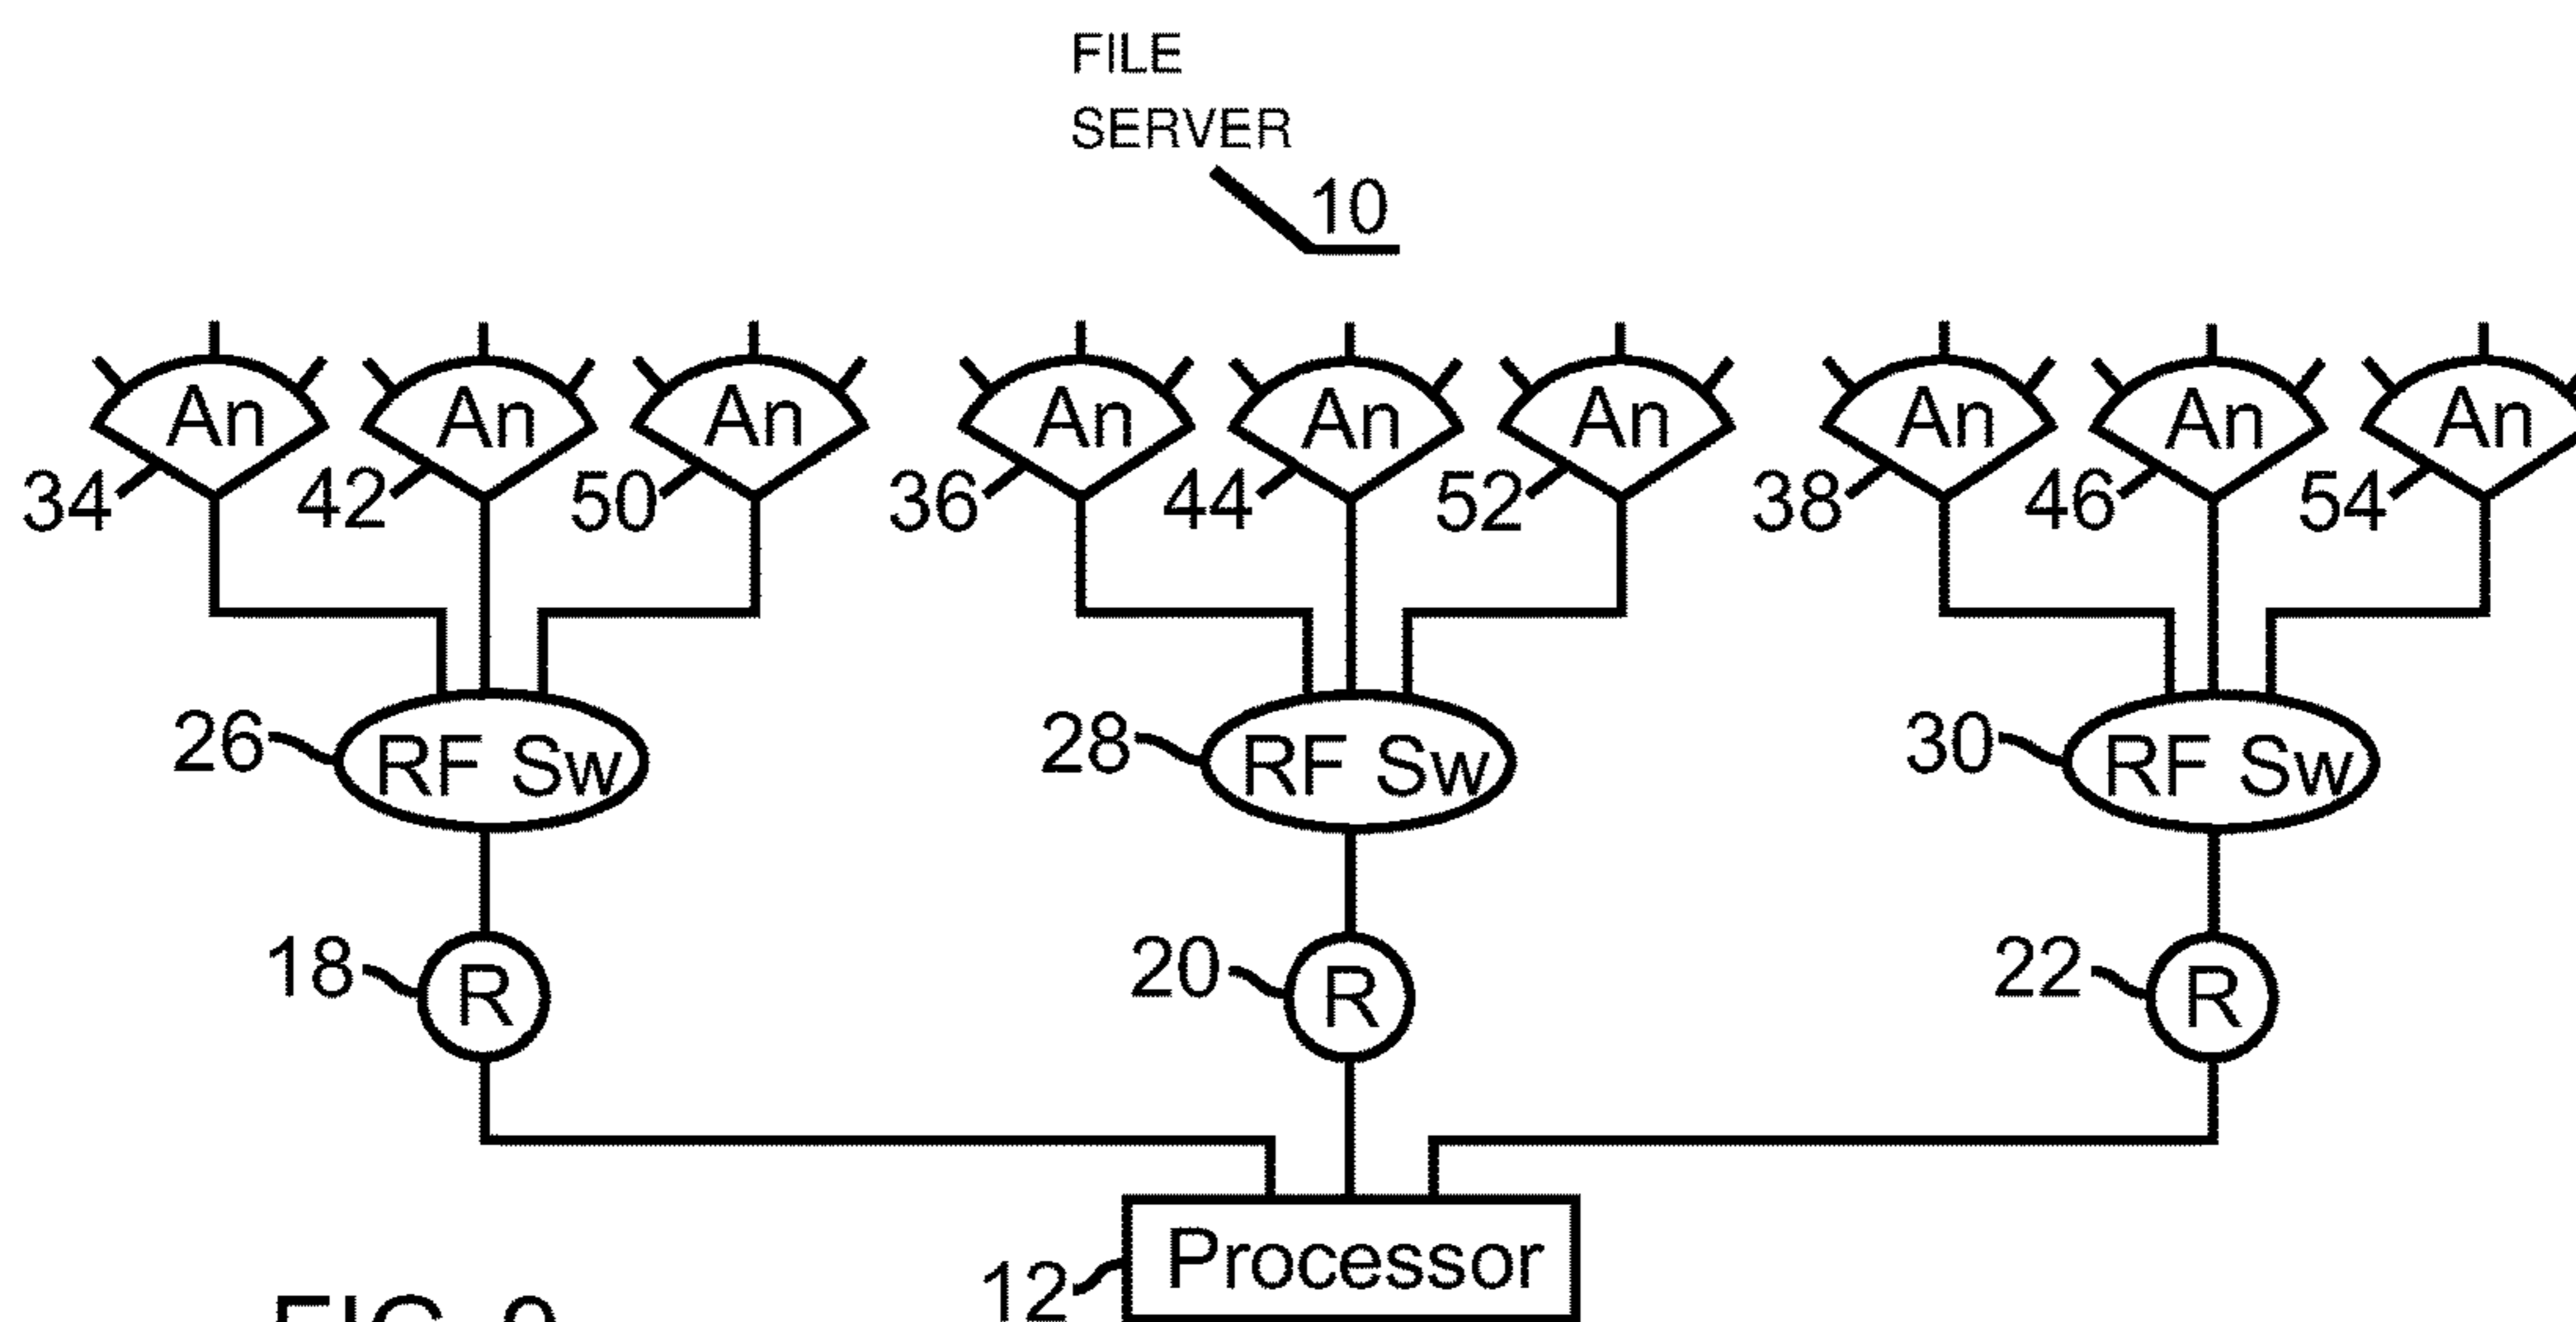 FILE
SERVER
10
An An An An An An An An An
34 42 50 36 44 52 38 46 54
26 RF Sw 28 RF Sw 30 RF Sw
18 R 20 R 22 R
12 Processor
FIG.